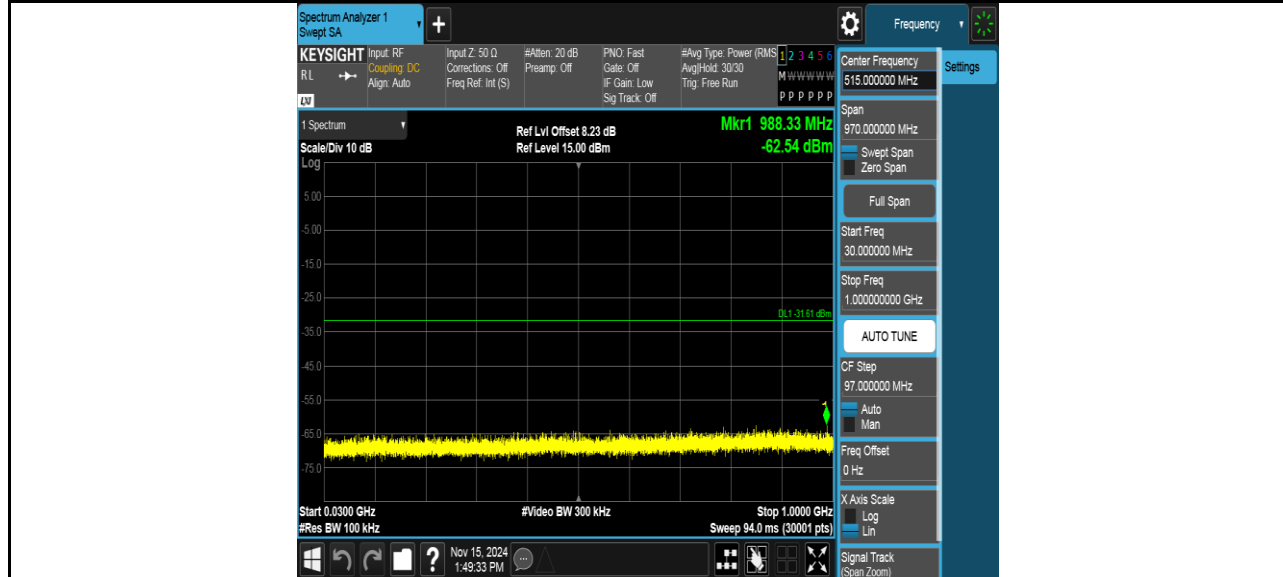 Spectrum Analyzer 1
Swept SA
+
Frequency
KEYSIGHT
RL
LXI
Input: RF
Coupling: DC
Align: Auto
Input Z: 50 Ω
Corrections: Off
Freq Ref: Int (S)
#Atten: 20 dB
Preamp: Off
PNO: Fast
Gate: Off
IF Gain: Low
Sig Track: Off
#Avg Type: Power (RMS
Avg|Hold: 30/30
Trig: Free Run
1 2 3 4 5 6
M W W W W W
P P P P P P
1 Spectrum
Scale/Div 10 dB
Ref Lvl Offset 8.23 dB
Ref Level 15.00 dBm
Mkr1 988.33 MHz
-62.54 dBm
Log
5.00
-5.00
-15.0
-25.0
DL1 -31.61 dBm
-35.0
-45.0
-55.0
1
-65.0
-75.0
Start 0.0300 GHz
#Res BW 100 kHz
#Video BW 300 kHz
Stop 1.0000 GHz
Sweep 94.0 ms (30001 pts)
?
Nov 15, 2024
1:49:33 PM
Center Frequency
515.000000 MHz
Settings
Span
970.000000 MHz
Swept Span
Zero Span
Full Span
Start Freq
30.000000 MHz
Stop Freq
1.000000000 GHz
AUTO TUNE
CF Step
97.000000 MHz
Auto
Man
Freq Offset
0 Hz
X Axis Scale
Log
Lin
Signal Track
(Span Zoom)